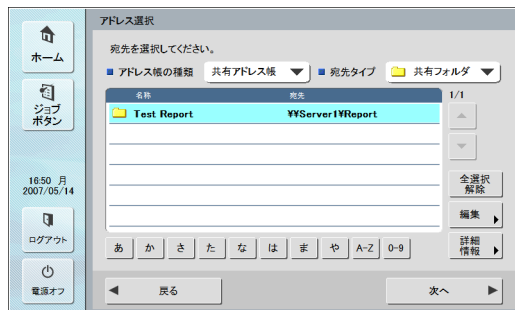 アドレス選択
ホーム
ジョブ
ボタン
16:50 月
2007/05/14
ログアウト
電源オフ
宛先を選択してください。
アドレス帳の種類 共有アドレス帳 宛先タイプ 共有フォルダ
名称 宛先 1/1
Test Report ¥¥Server1¥Report
全選択
解除
編集
詳細
情報
あ か さ た な は ま や A-Z 0-9
戻る 次へ